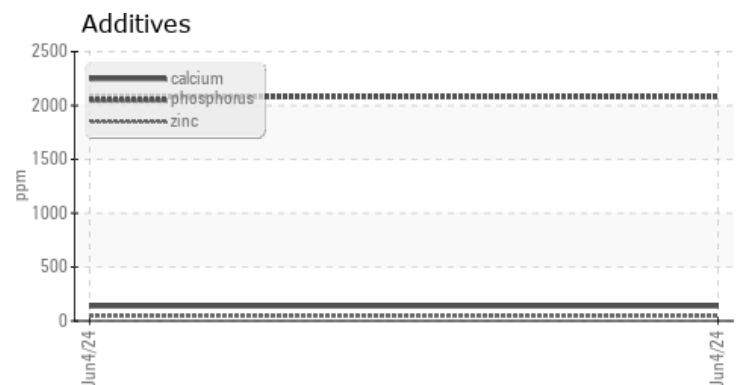 Additives
2500
2000
1500
1000
500
0
ppm
calcium
phosphorus
zinc
Jun4/24
Jun4/24